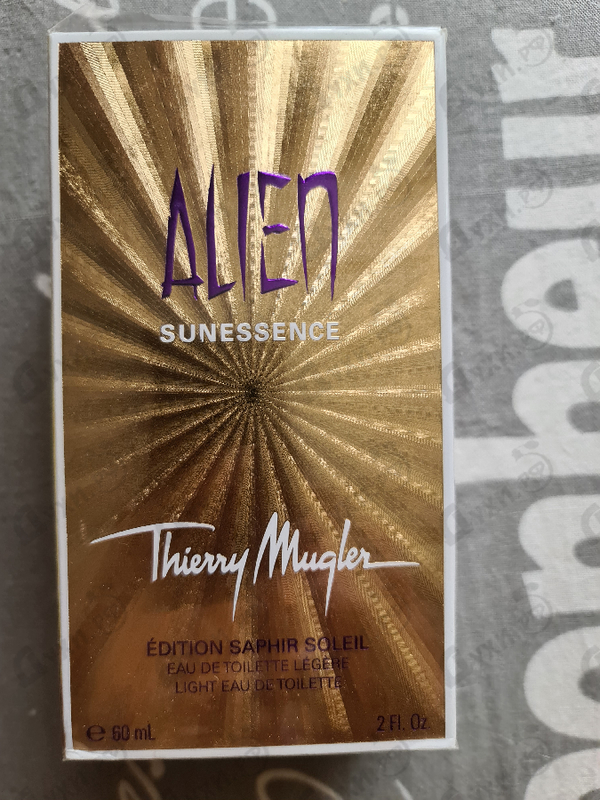 ALIEN
SUNESSENCE
Thierry Mugler
ÉDITION SAPHIR SOLEIL
EAU DE TOILETTE LÉGÈRE
LIGHT EAU DE TOILETTE
℮ 60 mL
2 Fl. Oz.